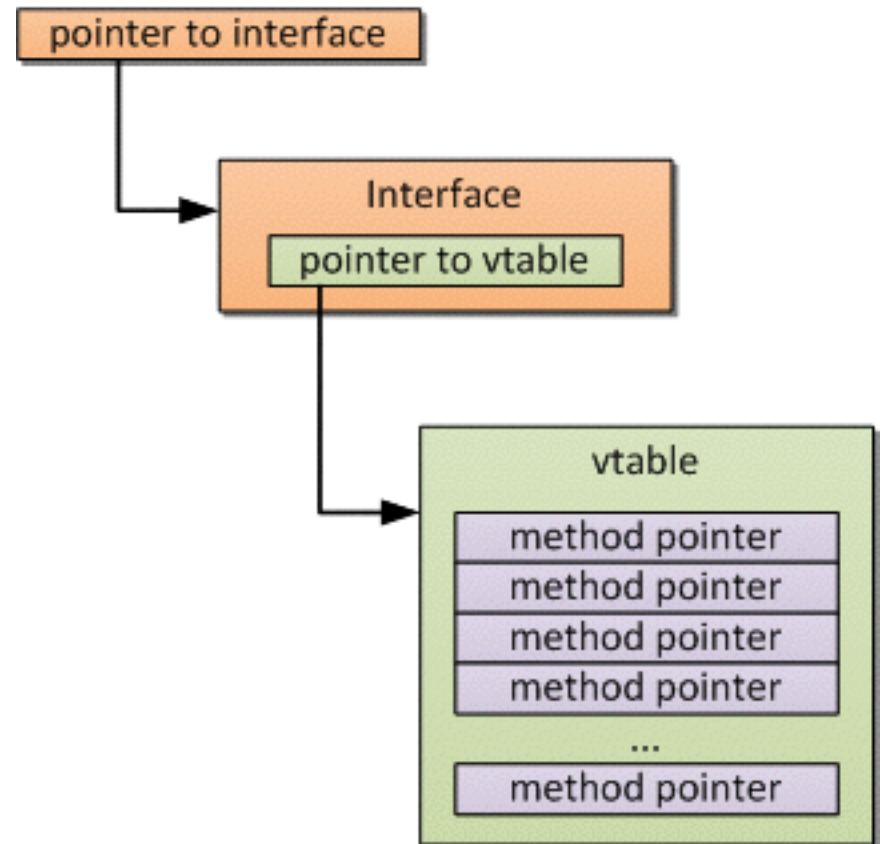 pointer to interface
Interface
pointer to vtable
vtable
method pointer
method pointer
method pointer
method pointer
...
method pointer